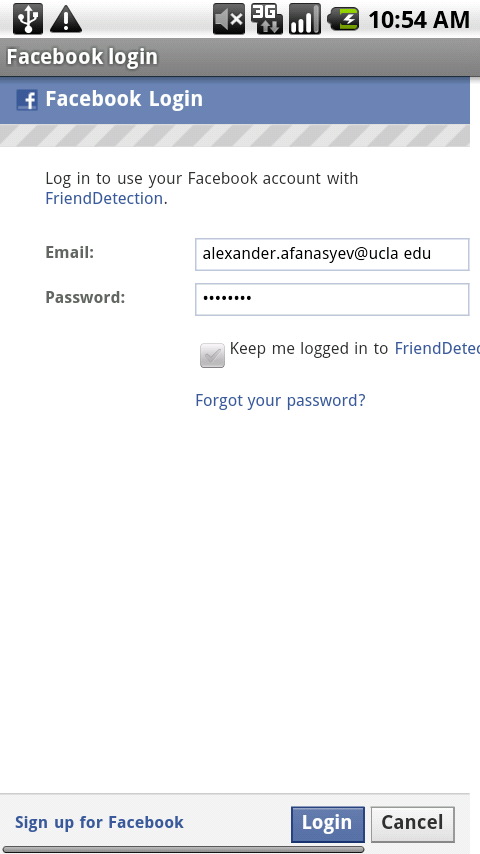 3G 10:54 AM
Facebook login
f Facebook Login
Log in to use your Facebook account with
FriendDetection.
Email: alexander.afanasyev@ucla edu
Password: ••••••••
Keep me logged in to FriendDetec
Forgot your password?
Sign up for Facebook Login Cancel